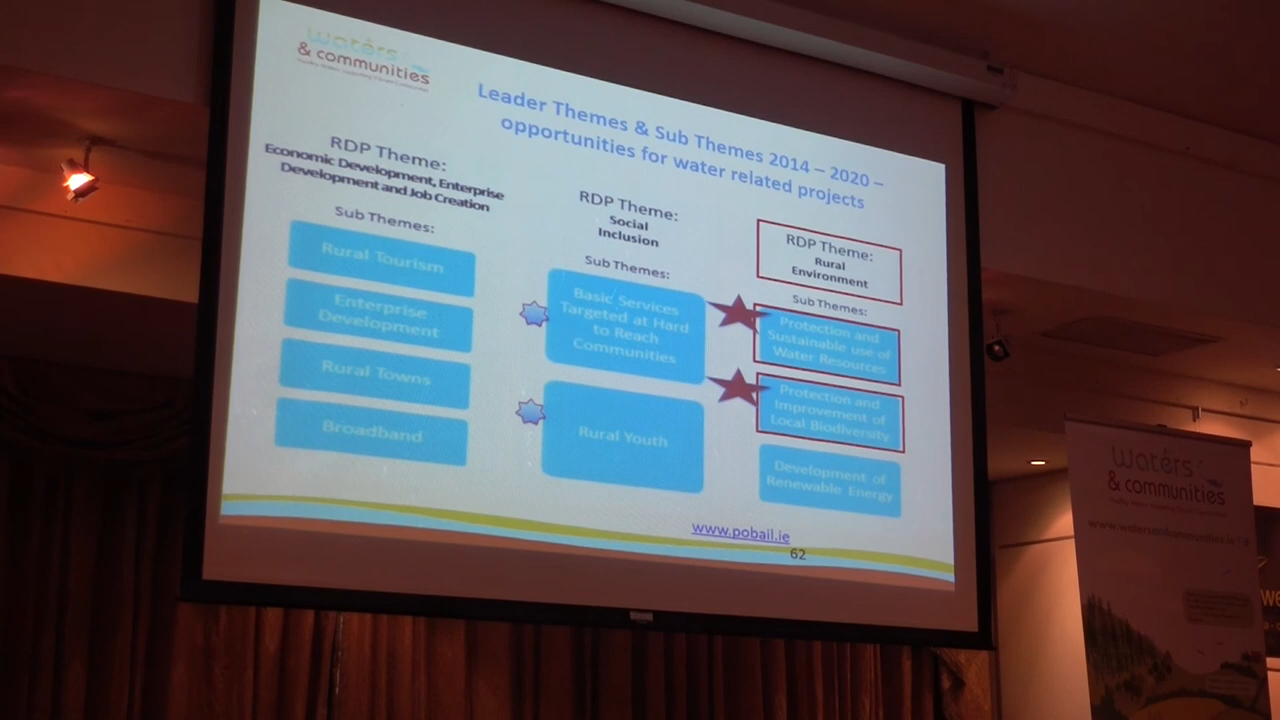 waters
& communities
Leader Themes & Sub Themes 2014 – 2020 –
opportunities for water related projects
RDP Theme:
Economic Development, Enterprise
Development and Job Creation
Sub Themes:
Rural Tourism
Enterprise
Development
Rural Towns
Broadband
RDP Theme:
Social
Inclusion
Sub Themes:
Basic Services
Targeted at Hard
to Reach
Communities
Rural Youth
RDP Theme:
Rural
Environment
Sub Themes:
Protection and
Sustainable use of
Water Resources
Protection and
Improvement of
Local Biodiversity
Development of
Renewable Energy
www.pobail.ie
62
waters
& communities
www.watersandcommunities.ie